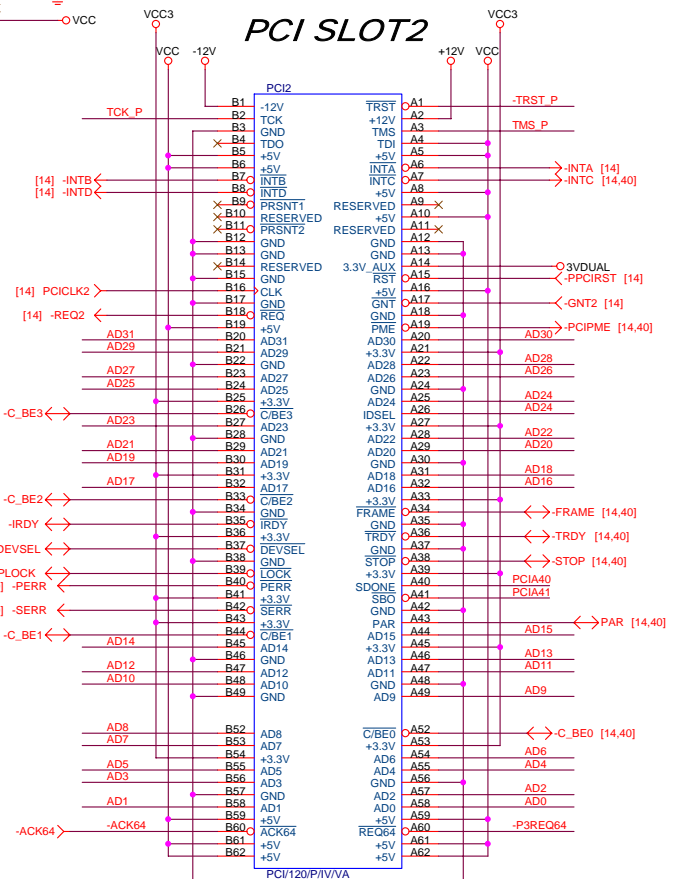 VCC3
PCI SLOT2
VCC3
VCC
VCC
-12V
+12V
VCC
PCI2
B1 -12V TRST A1 -TRST_P
TCK_P B2 TCK +12V A2
B3 GND TMS A3 TMS_P
B4 TDO TDI A4
B5 +5V +5V A5
B6 +5V INTA A6 -INTA [14]
[14] -INTB B7 INTB INTC A7 -INTC [14,40]
[14] -INTD B8 INTD +5V A8
B9 PRSNT1 RESERVED A9
B10 RESERVED +5V A10
B11 PRSNT2 RESERVED A11
B12 GND GND A12
B13 GND GND A13
B14 RESERVED 3.3V_AUX A14 3VDUAL
B15 GND RST A15 -PPCIRST [14]
[14] PCICLK2 B16 CLK +5V A16
B17 GND GNT A17 -GNT2 [14]
[14] -REQ2 B18 REQ GND A18
B19 +5V PME A19 -PCIPME [14,40]
AD31 B20 AD31 AD30 A20 AD30
AD29 B21 AD29 +3.3V A21
B22 GND AD28 A22 AD28
AD27 B23 AD27 AD26 A23 AD26
AD25 B24 AD25 GND A24
B25 +3.3V AD24 A25 AD24
-C_BE3 B26 C/BE3 IDSEL A26 AD24
AD23 B27 AD23 +3.3V A27
B28 GND AD22 A28 AD22
AD21 B29 AD21 AD20 A29 AD20
AD19 B30 AD19 GND A30
B31 +3.3V AD18 A31 AD18
AD17 B32 AD17 AD16 A32 AD16
-C_BE2 B33 C/BE2 +3.3V A33
B34 GND FRAME A34 -FRAME [14,40]
-IRDY B35 IRDY GND A35
B36 +3.3V TRDY A36 -TRDY [14,40]
DEVSEL B37 DEVSEL GND A37
B38 GND STOP A38 -STOP [14,40]
PLOCK B39 LOCK +3.3V A39
] -PERR B40 PERR SDONE A40 PCIA40
B41 +3.3V SBO A41 PCIA41
] -SERR B42 SERR GND A42
B43 +3.3V PAR A43 PAR [14,40]
-C_BE1 B44 C/BE1 AD15 A44 AD15
AD14 B45 AD14 +3.3V A45
B46 GND AD13 A46 AD13
AD12 B47 AD12 AD11 A47 AD11
AD10 B48 AD10 GND A48
B49 GND AD9 A49 AD9
AD8 B52 AD8 C/BE0 A52 -C_BE0 [14,40]
AD7 B53 AD7 +3.3V A53
B54 +3.3V AD6 A54 AD6
AD5 B55 AD5 AD4 A55 AD4
AD3 B56 AD3 GND A56
B57 GND AD2 A57 AD2
AD1 B58 AD1 AD0 A58 AD0
B59 +5V +5V A59
-ACK64 -ACK64 B60 ACK64 REQ64 A60 -P3REQ64
B61 +5V +5V A61
B62 +5V +5V A62
PCI/120/P/IV/VA